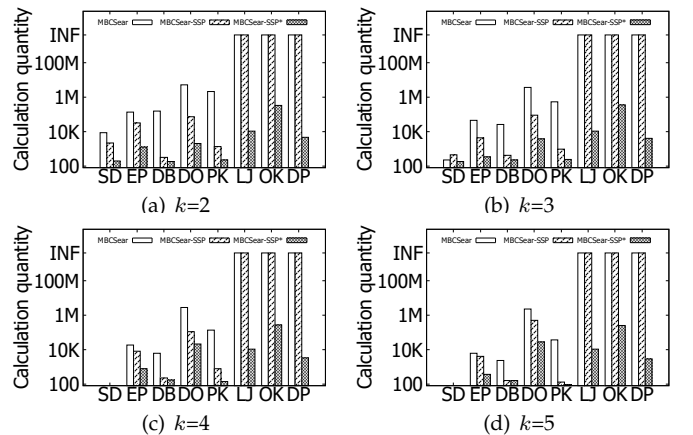 MBCSear MBCSear-SSP MBCSear-SSP*
Calculation quantity
INF
100M
1M
10K
100
SD EP DB DO PK LJ OK DP
(a) k=2
MBCSear MBCSear-SSP MBCSear-SSP*
Calculation quantity
INF
100M
1M
10K
100
SD EP DB DO PK LJ OK DP
(b) k=3
MBCSear MBCSear-SSP MBCSear-SSP*
Calculation quantity
INF
100M
1M
10K
100
SD EP DB DO PK LJ OK DP
(c) k=4
MBCSear MBCSear-SSP MBCSear-SSP*
Calculation quantity
INF
100M
1M
10K
100
SD EP DB DO PK LJ OK DP
(d) k=5